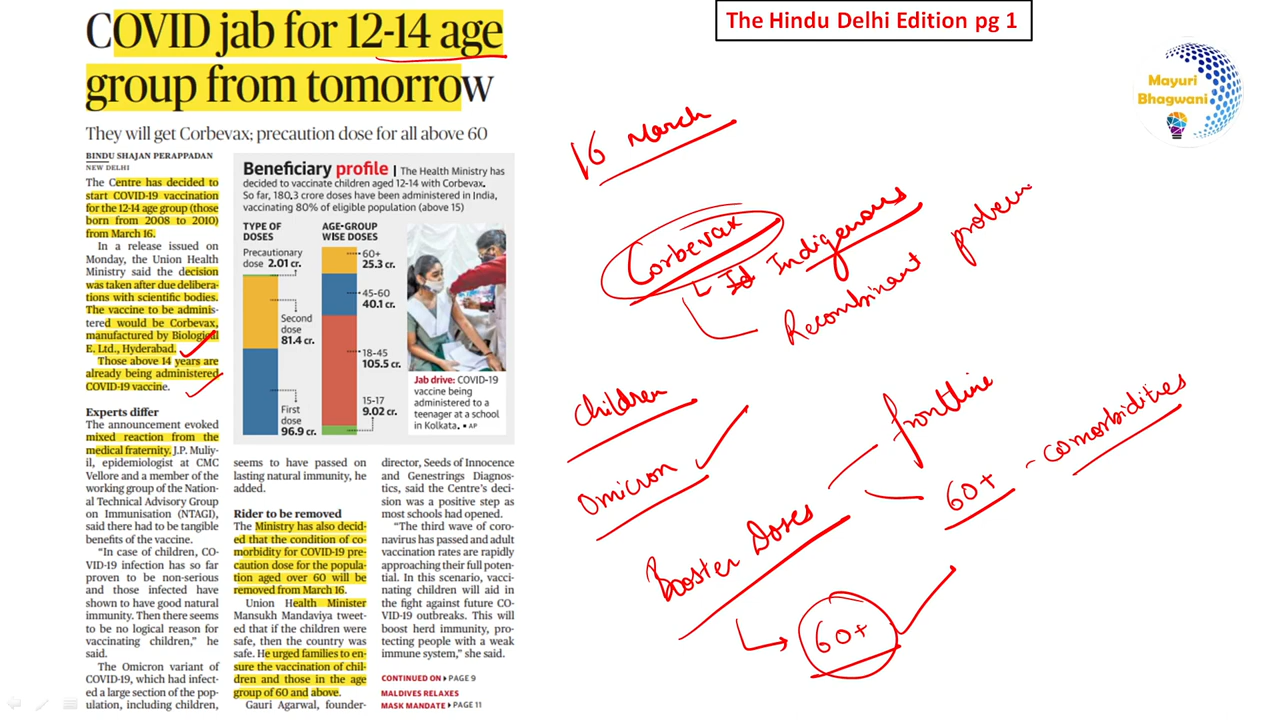 The Hindu Delhi Edition pg 1
Mayuri
Bhagwani
COVID jab for 12-14 age
group from tomorrow
They will get Corbevax; precaution dose for all above 60
BINDU SHAJAN PERAPPADAN
NEW DELHI
The Centre has decided to
start COVID-19 vaccination
for the 12-14 age group (those
born from 2008 to 2010)
from March 16.
In a release issued on
Monday, the Union Health
Ministry said the decision
was taken after due delibera-
tions with scientific bodies.
The vaccine to be adminis-
tered would be Corbevax,
manufactured by Biological
E. Ltd., Hyderabad.
Those above 14 years are
already being administered
COVID-19 vaccine.
Experts differ
The announcement evoked
mixed reaction from the
medical fraternity. J.P. Muliy-
il, epidemiologist at CMC
Vellore and a member of the
working group of the Nation-
al Technical Advisory Group
on Immunisation (NTAGI),
said there had to be tangible
benefits of the vaccine.
"In case of children, CO-
VID-19 infection has so far
proven to be non-serious
and those infected have
shown to have good natural
immunity. Then there seems
to be no logical reason for
vaccinating children," he
said.
The Omicron variant of
COVID-19, which had infect-
ed a large section of the pop-
ulation, including children,
Beneficiary profile | The Health Ministry has
decided to vaccinate children aged 12-14 with Corbevax.
So far, 180.3 crore doses have been administered in India,
vaccinating 80% of eligible population (above 15)
TYPE OF
DOSES
Precautionary
dose 2.01 cr.
Second
dose
81.4 cr.
First
dose
96.9 cr.
AGE-GROUP
WISE DOSES
60+
25.3 cr.
45-60
40.1 cr.
18-45
105.5 cr.
15-17
9.02 cr.
Jab drive: COVID-19
vaccine being
administered to a
teenager at a school
in Kolkata. • AP
seems to have passed on
lasting natural immunity, he
added.
Rider to be removed
The Ministry has also decid-
ed that the condition of co-
morbidity for COVID-19 pre-
caution dose for the popula-
tion aged over 60 will be
removed from March 16.
Union Health Minister
Mansukh Mandaviya tweet-
ed that if the children were
safe, then the country was
safe. He urged families to en-
sure the vaccination of chil-
dren and those in the age
group of 60 and above.
Gauri Agarwal, founder-
director, Seeds of Innocence
and Genestrings Diagnos-
tics, said the Centre's deci-
sion was a positive step as
most schools had opened.
"The third wave of coro-
navirus has passed and adult
vaccination rates are rapidly
approaching their full poten-
tial. In this scenario, vacci-
nating children will aid in
the fight against future CO-
VID-19 outbreaks. This will
boost herd immunity, pro-
tecting people with a weak
immune system," she said.
CONTINUED ON PAGE 9
MALDIVES RELAXES
MASK MANDATE PAGE 11
16 March
Corbevax
Indigenous
Recombinant protein
Children
Omicron
Booster Doses
frontline
60+ - comorbidities
60+